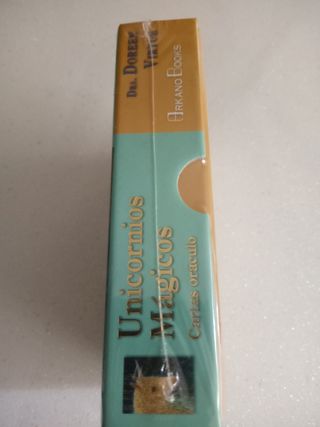 DRA. DOREEN
VIRTUE
ARKANO BOOKS
Unicornios
Mágicos
Cartas oráculo